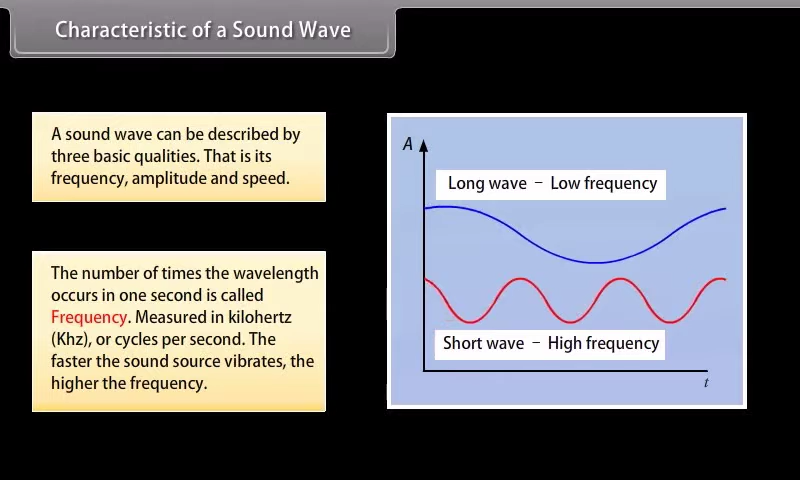 Characteristic of a Sound Wave
A sound wave can be described by
three basic qualities. That is its
frequency, amplitude and speed.
The number of times the wavelength
occurs in one second is called
Frequency. Measured in kilohertz
(Khz), or cycles per second. The
faster the sound source vibrates, the
higher the frequency.
A
Long wave – Low frequency
Short wave – High frequency
t